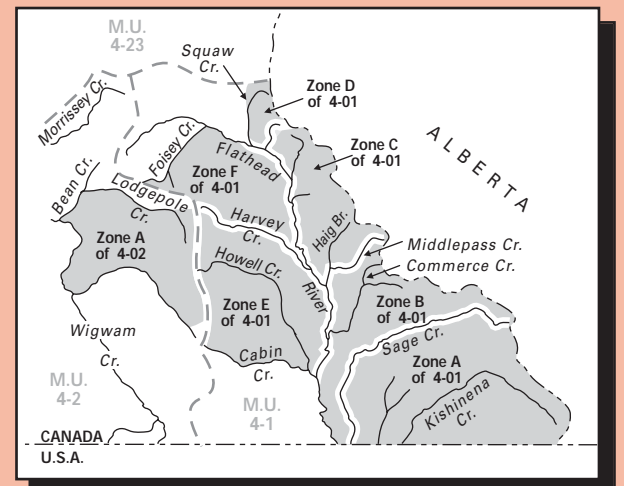 M.U.
4-23
Squaw
Cr.
Zone D
of 4-01
Morrissey Cr.
Foisey Cr.
Flathead
Zone C
of 4-01
ALBERTA
Bean Cr.
Lodgepole
Cr.
Zone F
of 4-01
Harvey
Cr.
Haig Br.
Zone A
of 4-02
Middlepass Cr.
Commerce Cr.
Howell Cr.
River
Zone E
of 4-01
Zone B
of 4-01
Wigwam
Cr.
Sage Cr.
Cabin
Cr.
Zone A
of 4-01
M.U.
4-2
M.U.
4-1
Kishinena
Cr.
CANADA
U.S.A.